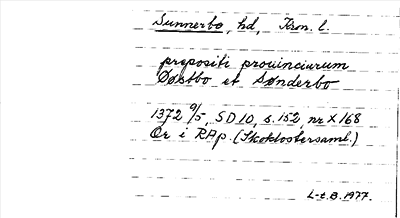 Sunnerbo, hd, Kron. l.
prepositi prouinciarum
Østbo et Sønderbo
1372 9/5, SD 10, s. 152, nr X 168
Or i RAp. (Skoklostersaml.)
L-t. B. 1977.